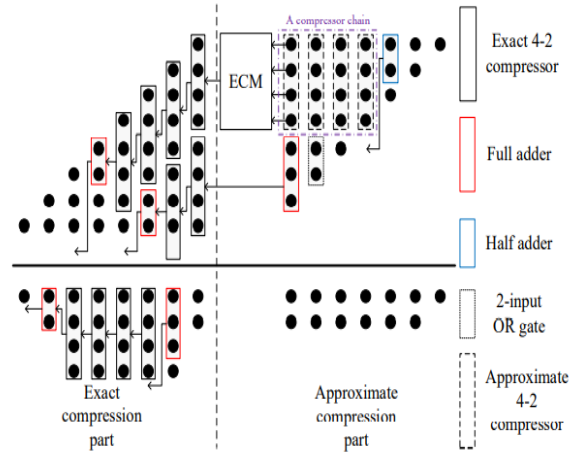 A compressor chain
ECM
Exact 4-2
compressor
Full adder
Half adder
2-input
OR gate
Approximate
4-2
compressor
Exact
compression
part
Approximate
compression
part